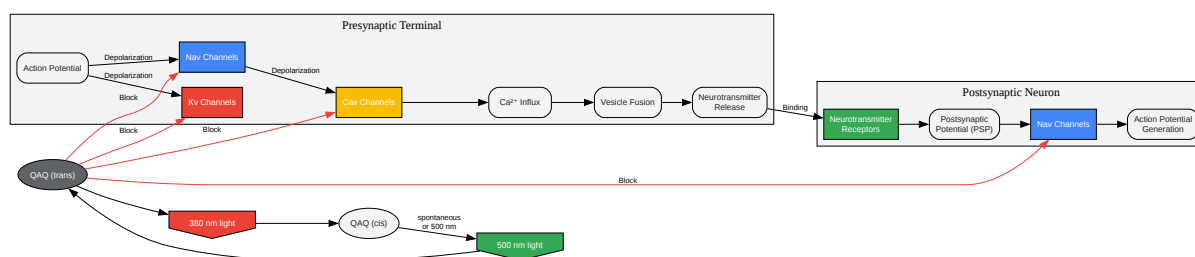 Presynaptic Terminal
Action Potential
Depolarization
Depolarization
Nav Channels
Kv Channels
Depolarization
Cav Channels
Ca²⁺ Influx
Vesicle Fusion
Neurotransmitter
Release
Binding
Postsynaptic Neuron
Neurotransmitter
Receptors
Postsynaptic
Potential (PSP)
Nav Channels
Action Potential
Generation
Block
Block
Block
Block
QAQ (trans)
380 nm light
QAQ (cis)
spontaneous
or 500 nm
500 nm light